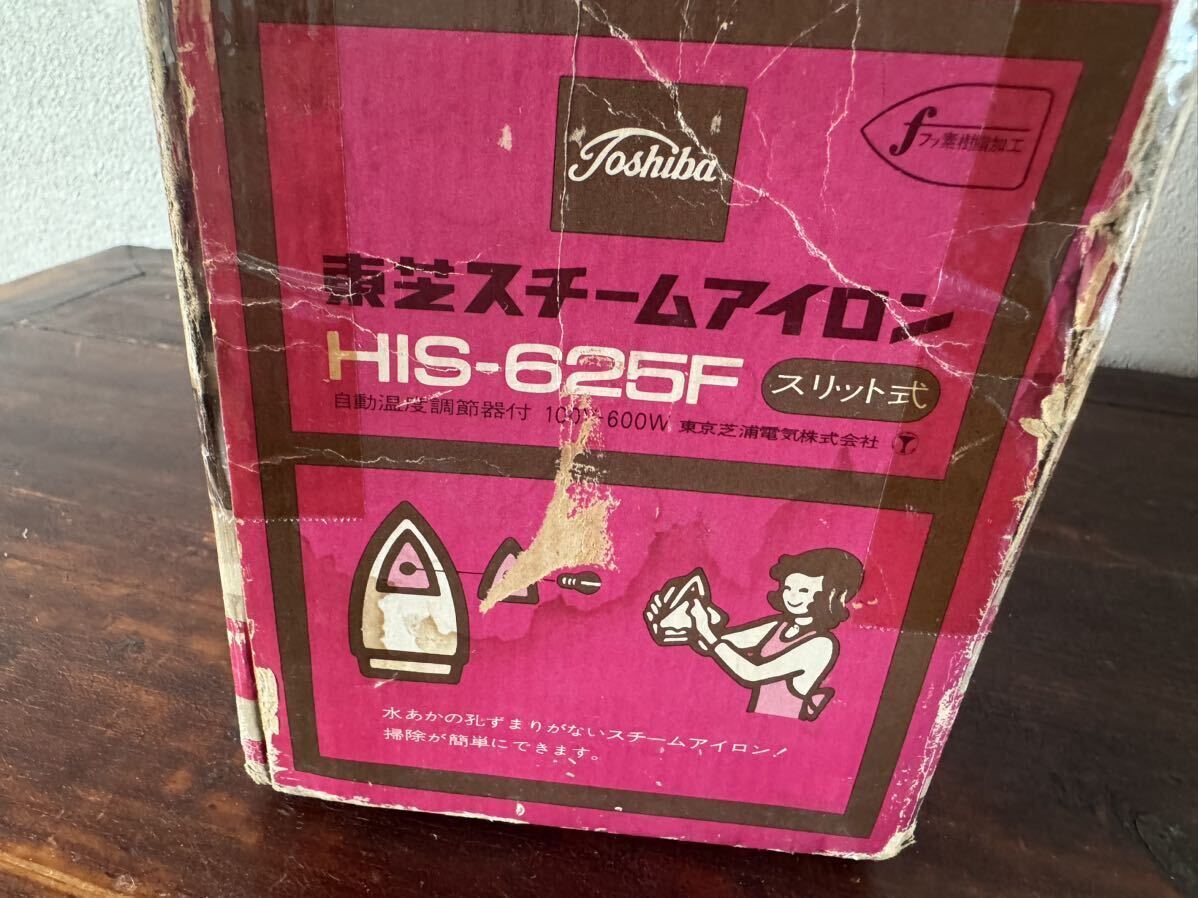 Toshiba
f フッ素樹脂加工
東芝スチームアイロン
HIS-625F スリット式
自動温度調節器付 100V-600W 東京芝浦電気株式会社
水あかの孔ずまりがないスチームアイロン!
掃除が簡単にできます。